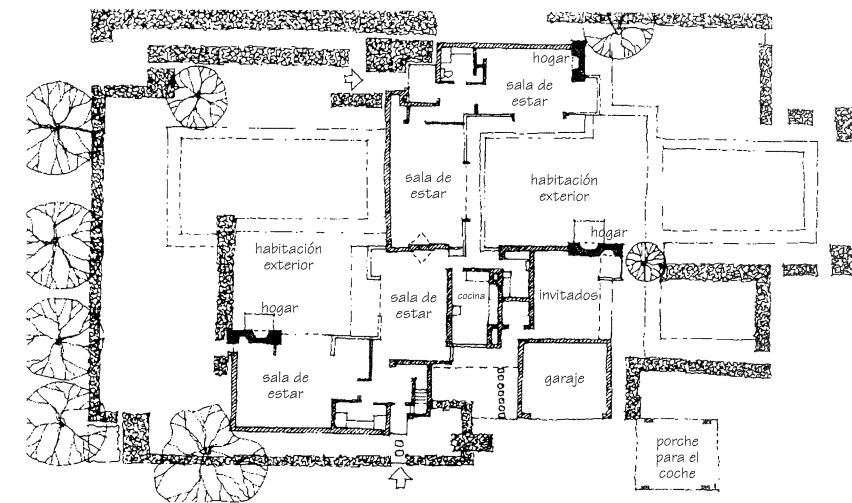 hogar
sala de
estar
sala de
estar
habitación
exterior
hogar
habitación
exterior
sala de
estar
cocina
invitados
hogar
sala de
estar
garaje
porche
para el
coche